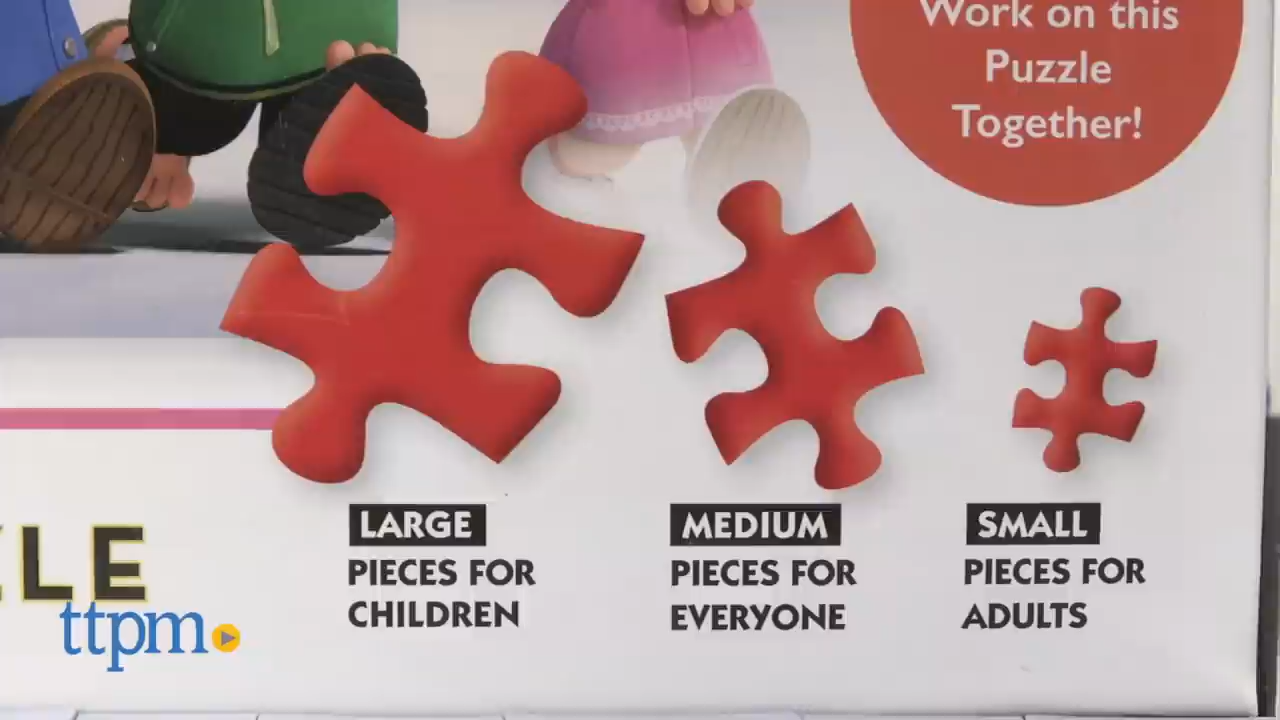 Work on this
Puzzle
Together!
LARGE
PIECES FOR
CHILDREN
MEDIUM
PIECES FOR
EVERYONE
SMALL
PIECES FOR
ADULTS
ttpm